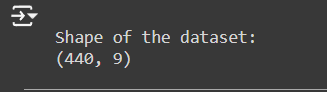 Shape of the dataset:
(440, 9)